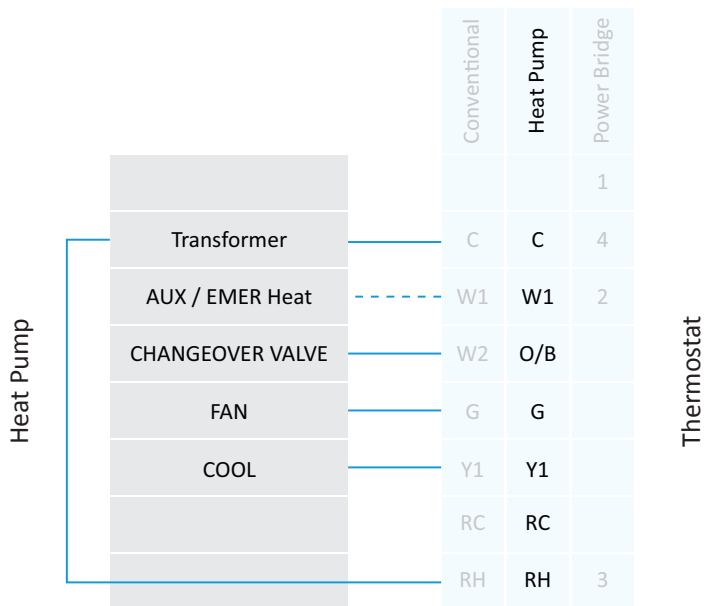 Conventional Heat Pump Power Bridge
1
Transformer C C 4
AUX / EMER Heat W1 W1 2
CHANGEOVER VALVE W2 O/B
FAN G G
COOL Y1 Y1
RC RC
RH RH 3
Heat Pump
Thermostat